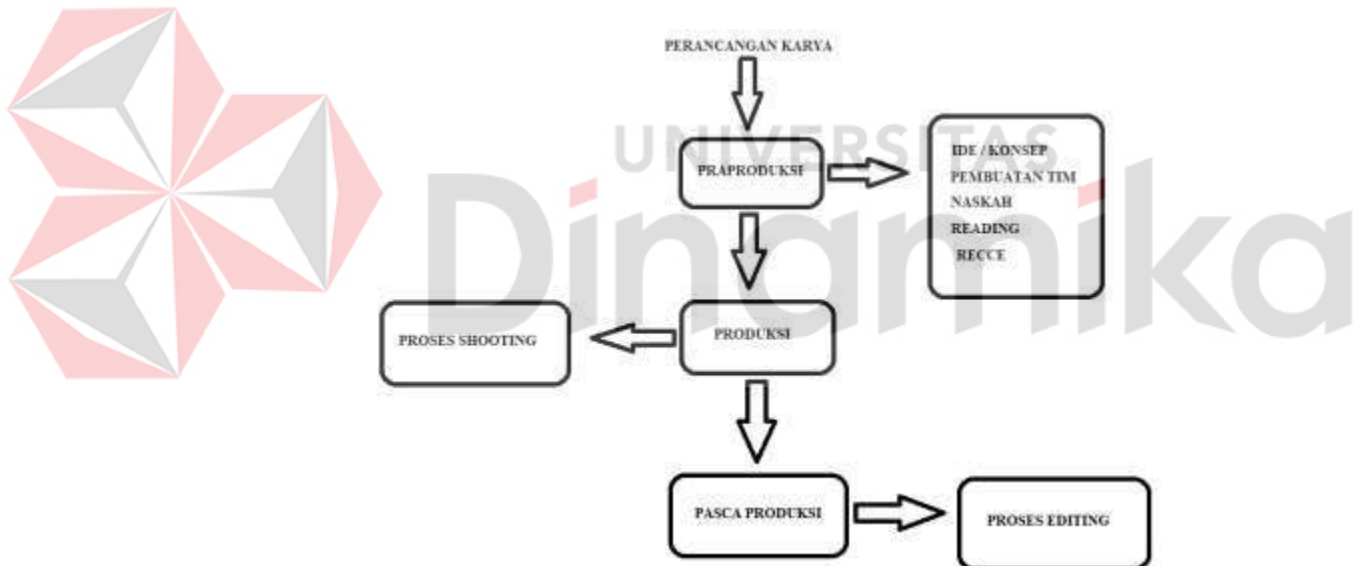 PERANCANGAN KARYA
UNIVERSITAS
Dinamika
PRAPRODUKSI
IDE / KONSEP
PEMBUATAN TIM
NASKAH
READING
RECCE
PROSES SHOOTING
PRODUKSI
PASCA PRODUKSI
PROSES EDITING